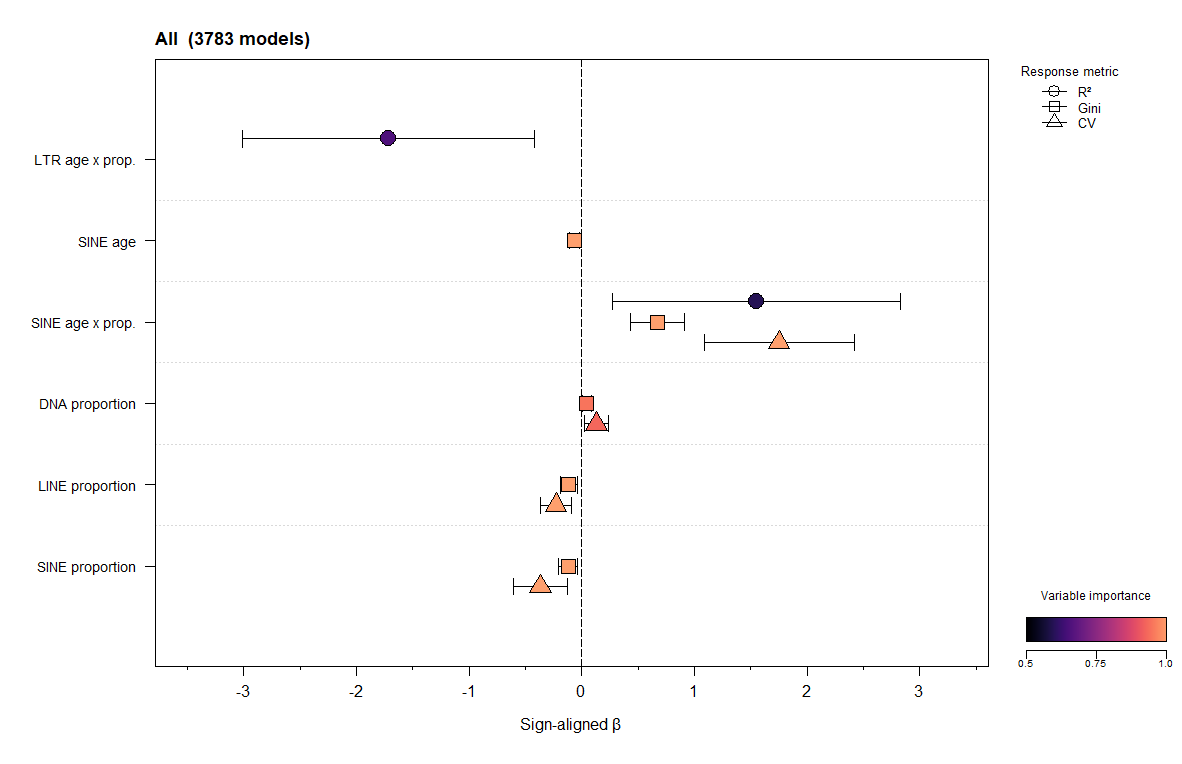 All (3783 models)
Response metric
R²
Gini
CV
LTR age x prop.
SINE age
SINE age x prop.
DNA proportion
LINE proportion
SINE proportion
Variable importance
0.5 0.75 1.0
-3 -2 -1 0 1 2 3
Sign-aligned β